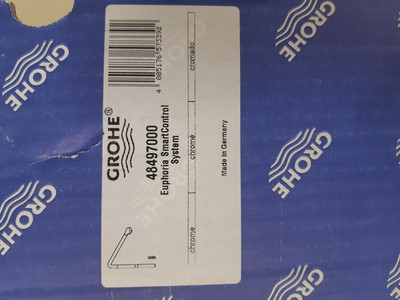 GROHE
48497000
Euphoria SmartControl
System
4 005176 573392
chrome
chrome
cromado
Made in Germany
GROHE
GROHE
GROHE
GROHE
GROHE
GROHE